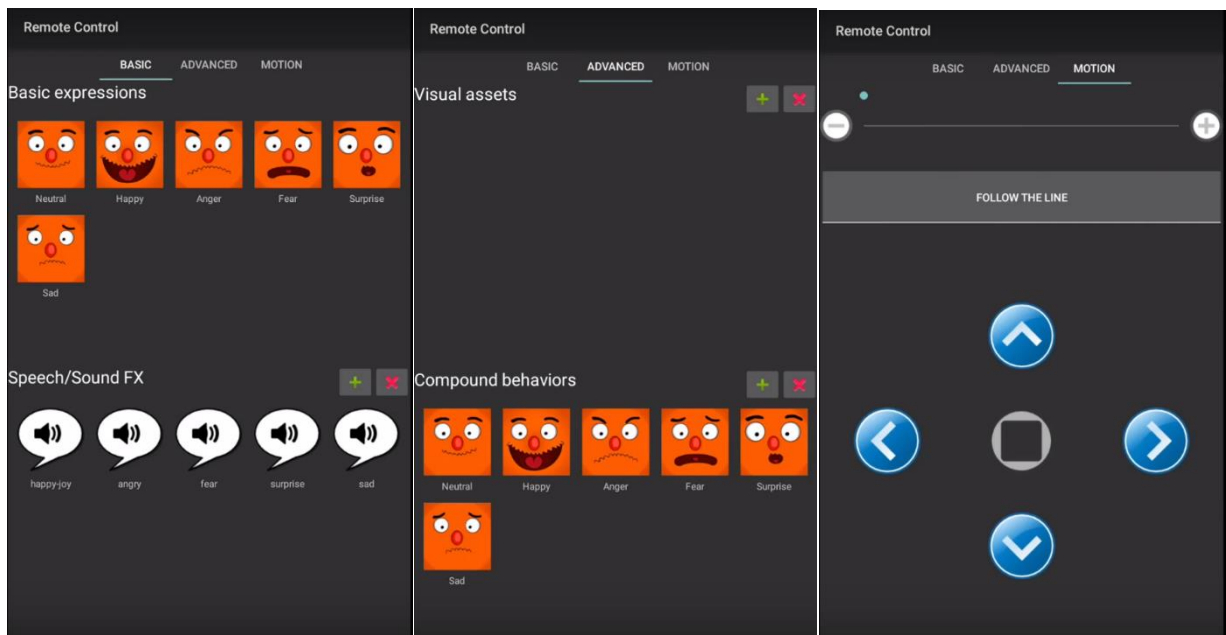 Remote Control
BASIC ADVANCED MOTION
Basic expressions
Neutral Happy Anger Fear Surprise
Sad
Speech/Sound FX
happy-joy angry fear surprise sad
Remote Control
BASIC ADVANCED MOTION
Visual assets
Compound behaviors
Neutral Happy Anger Fear Surprise
Sad
Remote Control
BASIC ADVANCED MOTION
FOLLOW THE LINE